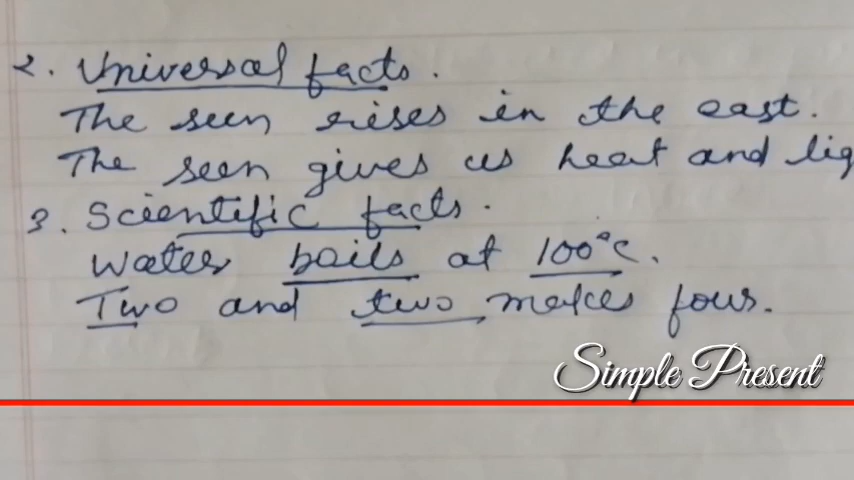 2. Universal facts.
The sun rises in the east.
The sun gives us heat and lig
3. Scientific facts.
Water boils at 100°c.
Two and two makes four.
Simple Present